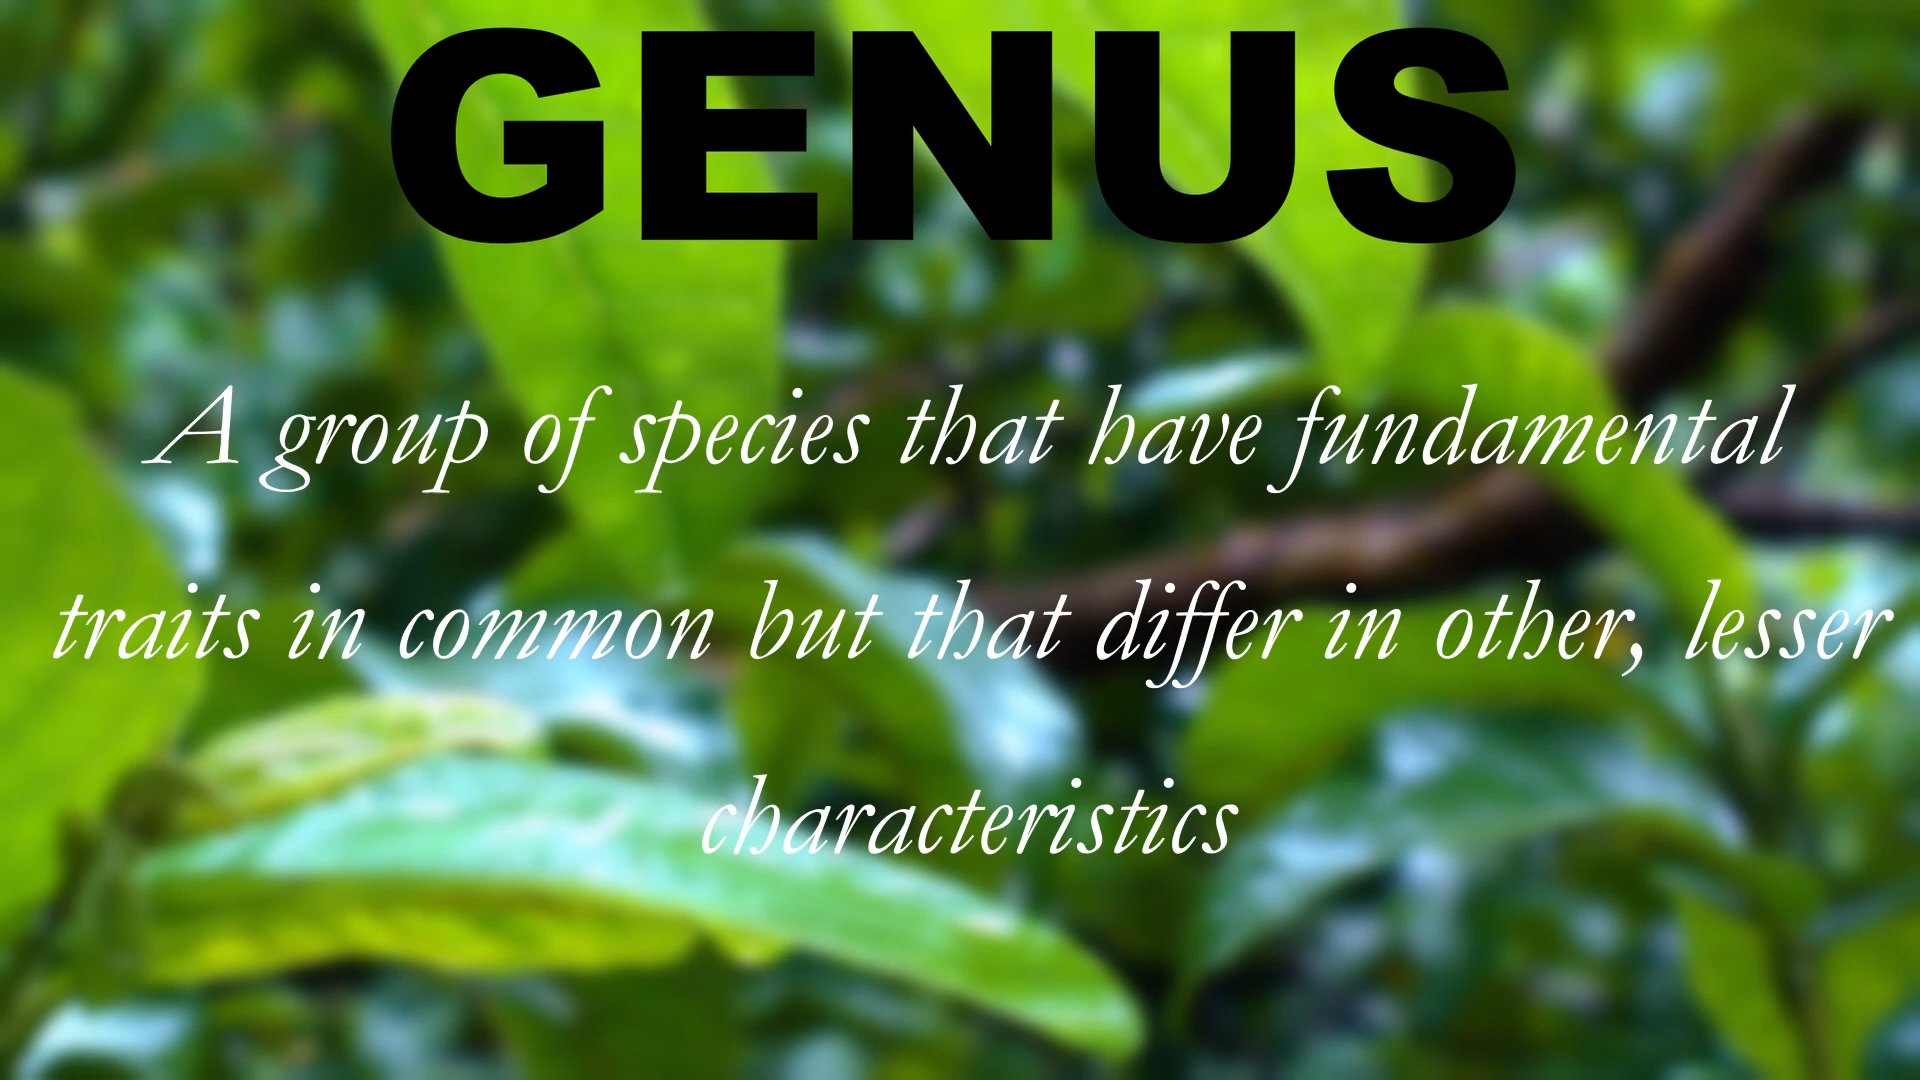 GENUS
A group of species that have fundamental
traits in common but that differ in other, lesser
characteristics